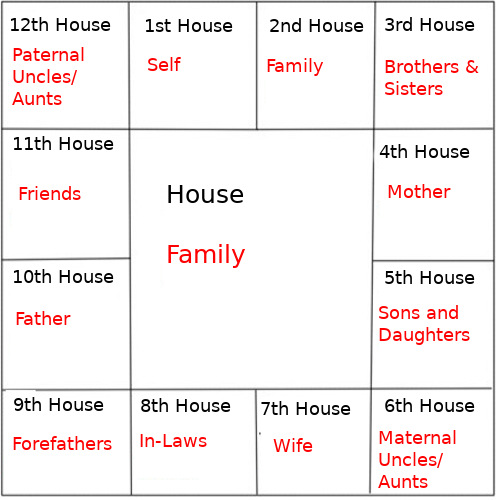 12th House
Paternal
Uncles/
Aunts
1st House
Self
2nd House
Family
3rd House
Brothers &
Sisters
11th House
Friends
House
Family
4th House
Mother
10th House
Father
5th House
Sons and
Daughters
9th House
Forefathers
8th House
In-Laws
7th House
Wife
6th House
Maternal
Uncles/
Aunts